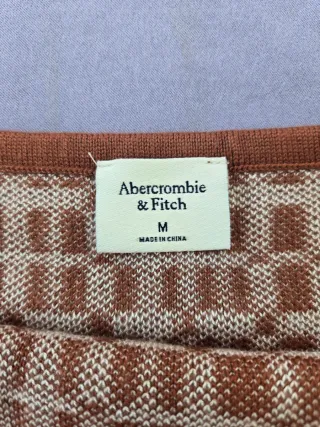 Abercrombie
& Fitch
M
MADE IN CHINA